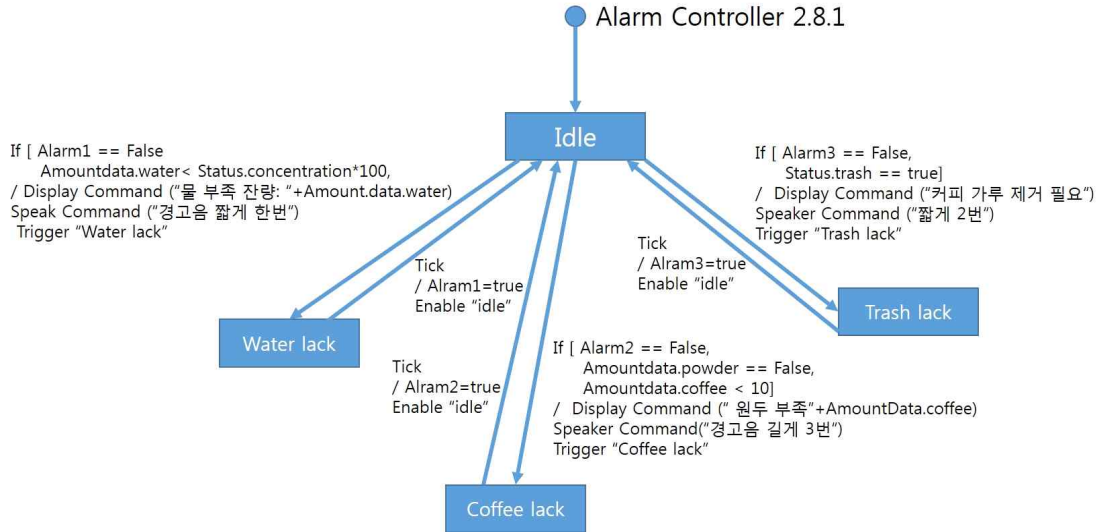 Alarm Controller 2.8.1
Idle
If [ Alarm1 == False
Amountdata.water< Status.concentration*100,
/ Display Command (“물 부족 잔량: “+Amount.data.water)
Speak Command (“경고음 짧게 한번”)
Trigger “Water lack”
If [ Alarm3 == False,
Status.trash == true]
/ Display Command (“커피 가루 제거 필요”)
Speaker Command (“짧게 2번”)
Trigger “Trash lack”
Tick
/ Alram1=true
Enable “idle”
Tick
/ Alram3=true
Enable “idle”
Water lack
Trash lack
Tick
/ Alram2=true
Enable “idle”
If [ Alarm2 == False,
Amountdata.powder == False,
Amountdata.coffee < 10]
/ Display Command (“ 원두 부족”+AmountData.coffee)
Speaker Command(“경고음 길게 3번”)
Trigger “Coffee lack”
Coffee lack